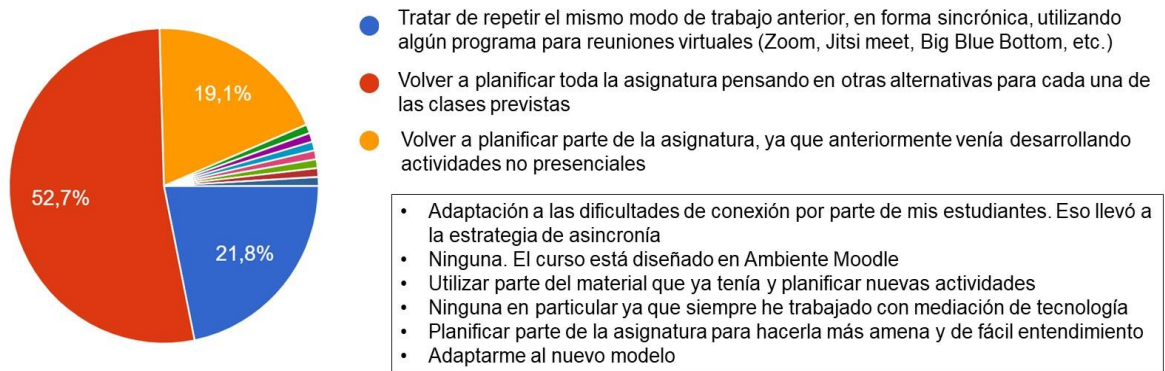 52,7%
19,1%
21,8%
Tratar de repetir el mismo modo de trabajo anterior, en forma sincrónica, utilizando
algún programa para reuniones virtuales (Zoom, Jitsi meet, Big Blue Bottom, etc.)
Volver a planificar toda la asignatura pensando en otras alternativas para cada una de
las clases previstas
Volver a planificar parte de la asignatura, ya que anteriormente venía desarrollando
actividades no presenciales
• Adaptación a las dificultades de conexión por parte de mis estudiantes. Eso llevó a
la estrategia de asincronía
• Ninguna. El curso está diseñado en Ambiente Moodle
• Utilizar parte del material que ya tenía y planificar nuevas actividades
• Ninguna en particular ya que siempre he trabajado con mediación de tecnología
• Planificar parte de la asignatura para hacerla más amena y de fácil entendimiento
• Adaptarme al nuevo modelo